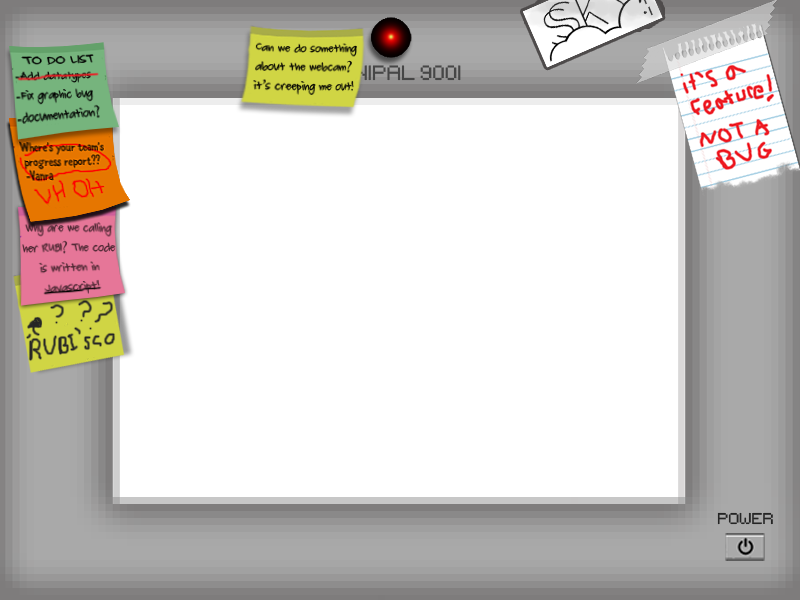 TO DO LIST
-Add datatypes
-Fix graphic bug
-documentation?
Where's your team's
progress report??
-Vanra
UH OH
Why are we calling
her RUBI? The code
is written in
Javascript!
? ? ?
RUBI'sco
Can we do something
about the webcam?
it's creeping me out!
NIPAL 9001
SKY
it's a
Feature!
NOT A
BUG
POWER